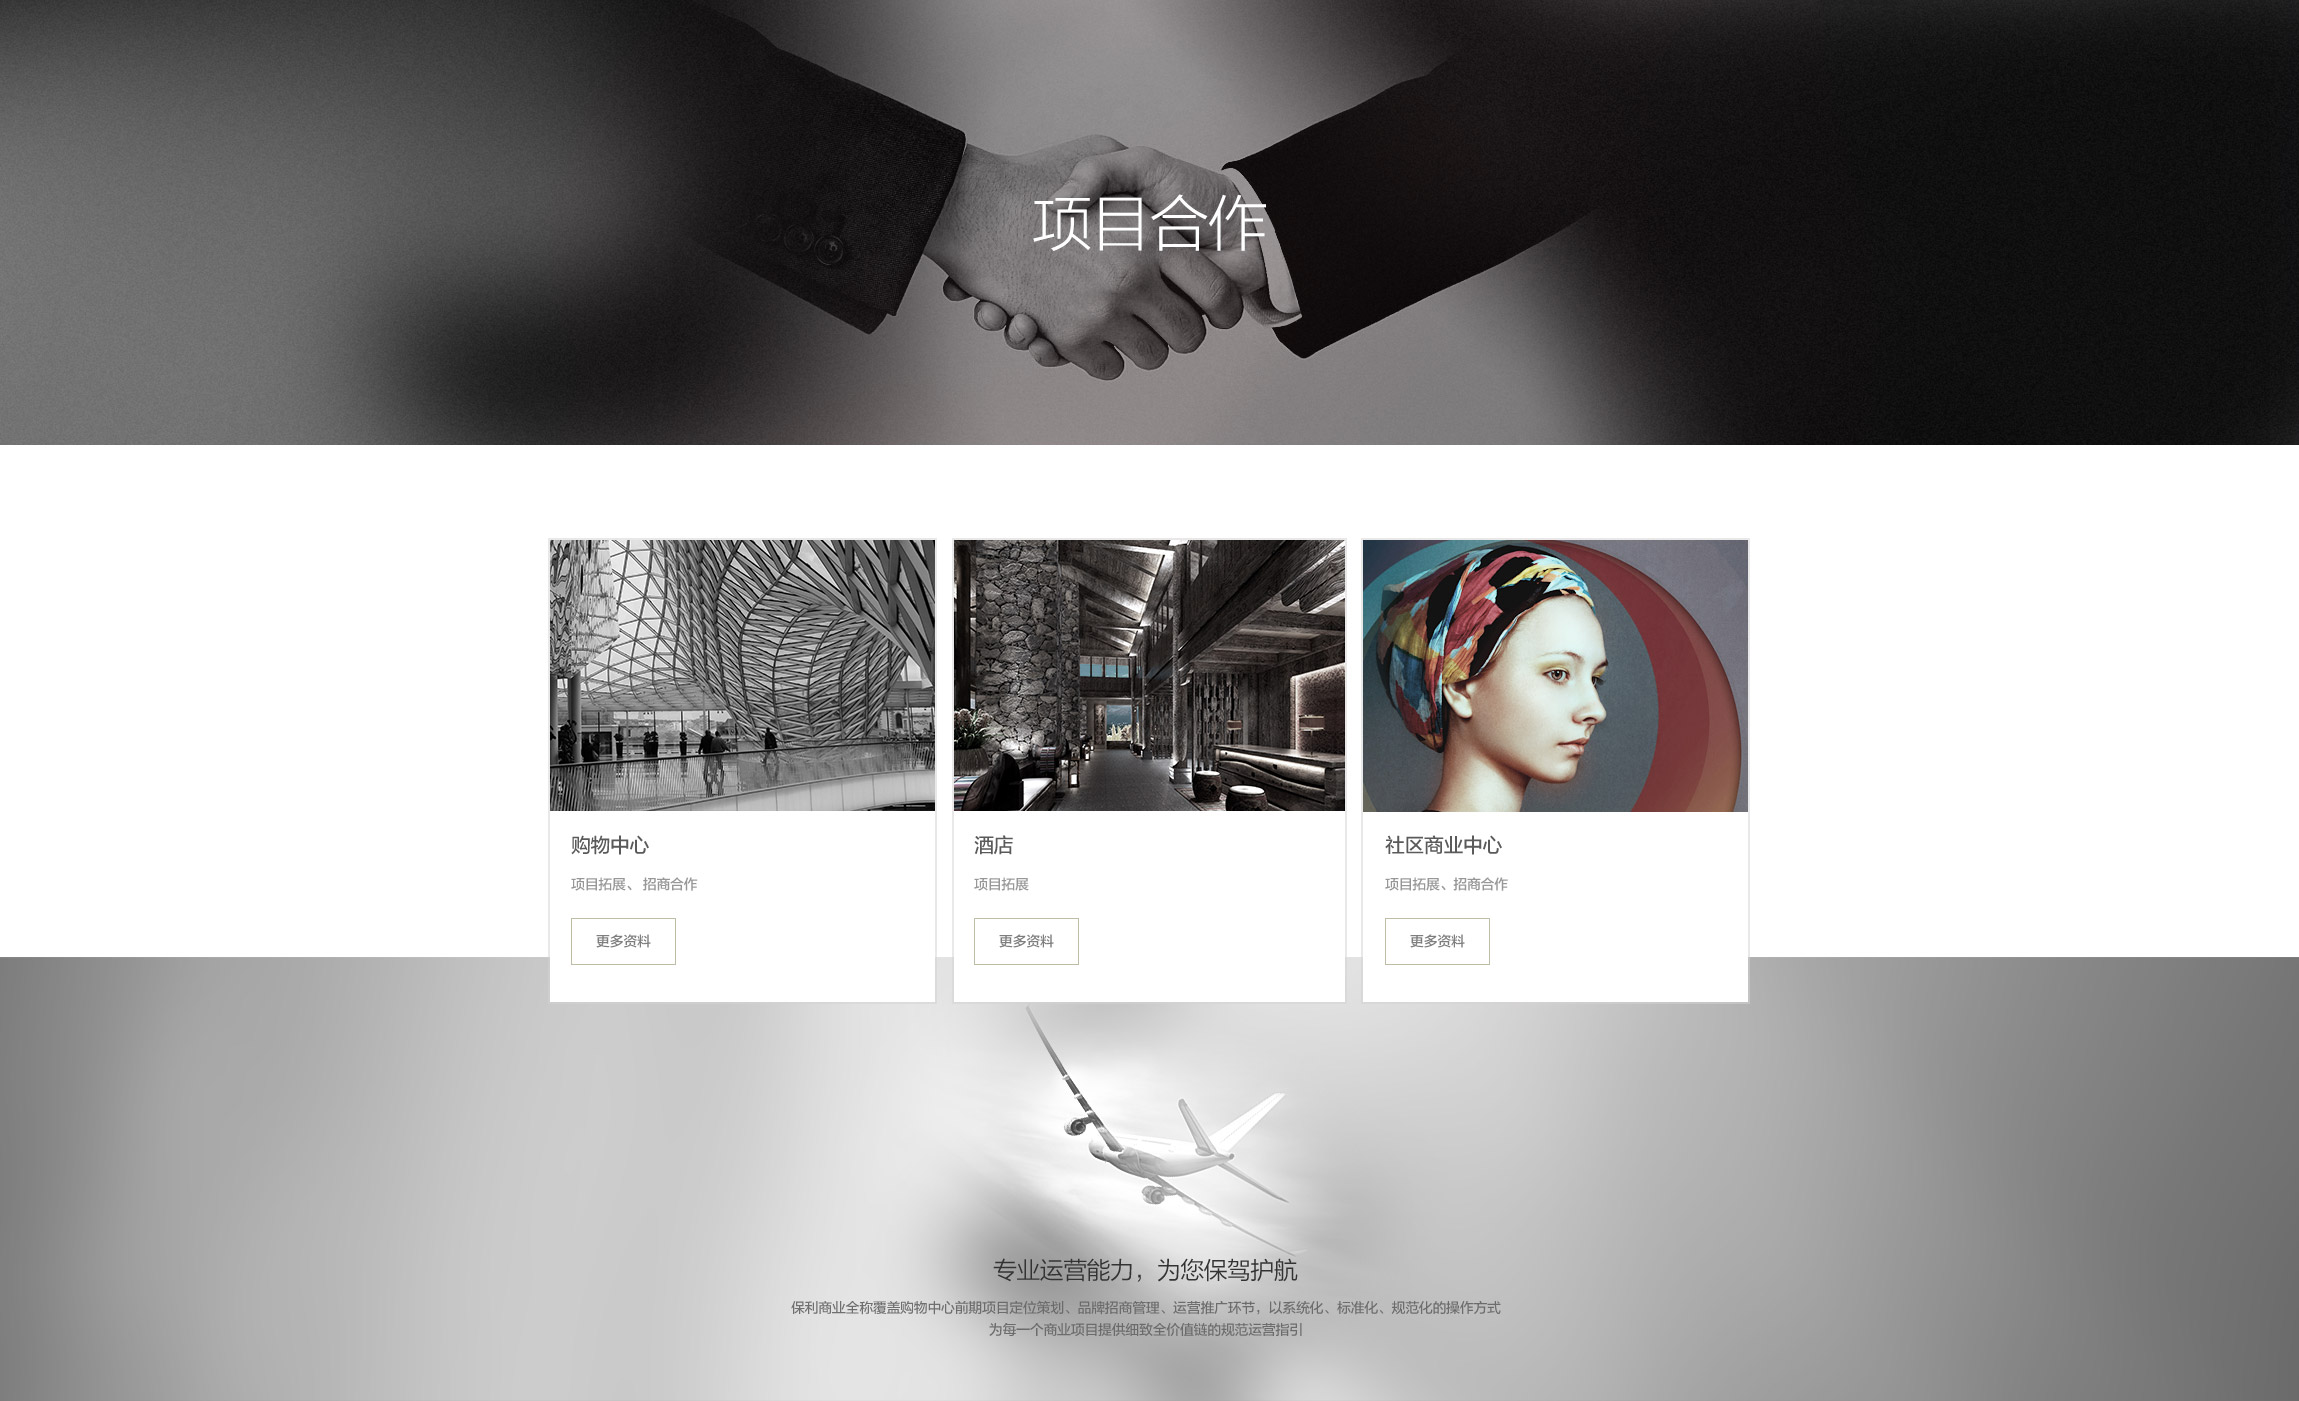 项目合作
购物中心
项目拓展、招商合作
更多资料
酒店
项目拓展
更多资料
社区商业中心
项目拓展、招商合作
更多资料
专业运营能力，为您保驾护航
保利商业全称覆盖购物中心前期项目定位策划、品牌招商管理、运营推广环节，以系统化、标准化、规范化的操作方式
为每一个商业项目提供细致全价值链的规范运营指引